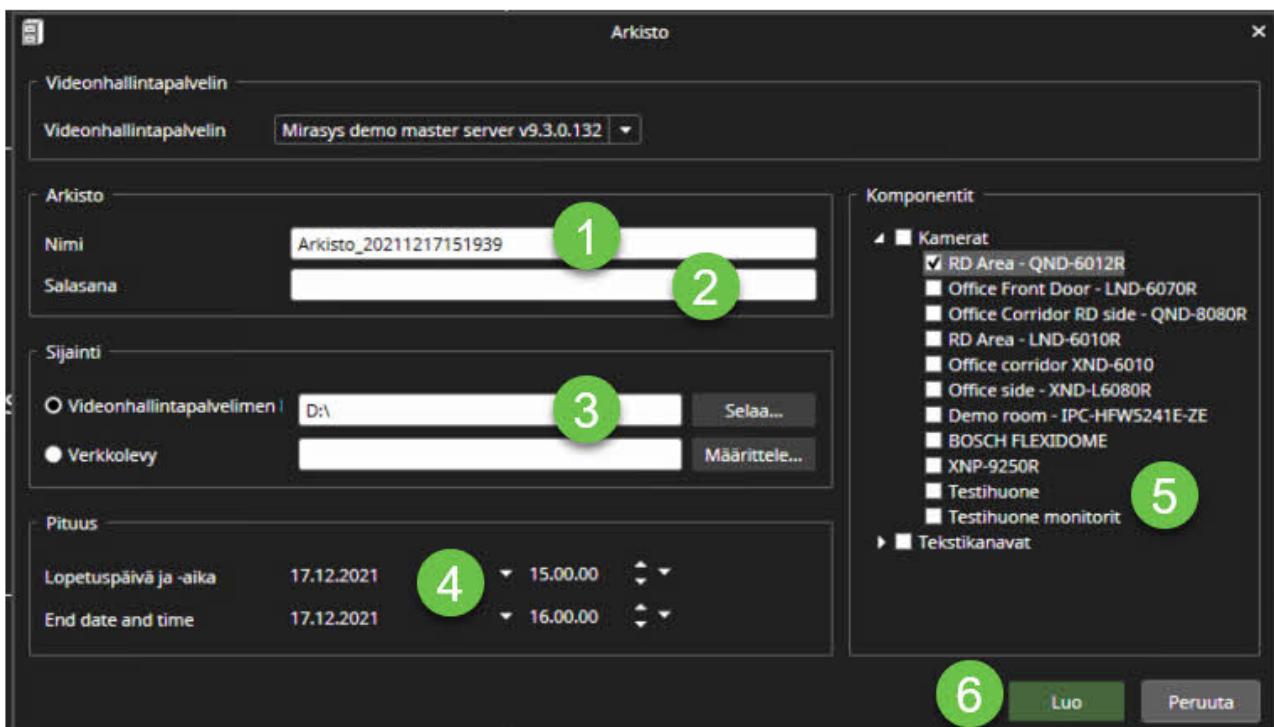 Arkisto
Videonhallintapalvelin
Videonhallintapalvelin Mirasys demo master server v9.3.0.132
Arkisto
Nimi Arkisto_20211217151939 1
Salasana 2
Sijainti
Videonhallintapalvelimen D:\ 3 Selaa...
Verkkolevy Määrittele...
Pituus
Lopetuspäivä ja -aika 17.12.2021 4 15.00.00
End date and time 17.12.2021 16.00.00
Komponentit
Kamerat
RD Area - QND-6012R
Office Front Door - LND-6070R
Office Corridor RD side - QND-8080R
RD Area - LND-6010R
Office corridor XND-6010
Office side - XND-L6080R
Demo room - IPC-HFW5241E-ZE
BOSCH FLEXIDOME
XNP-9250R
Testihuone 5
Testihuone monitorit
Tekstikanavat
6 Luo Peruuta